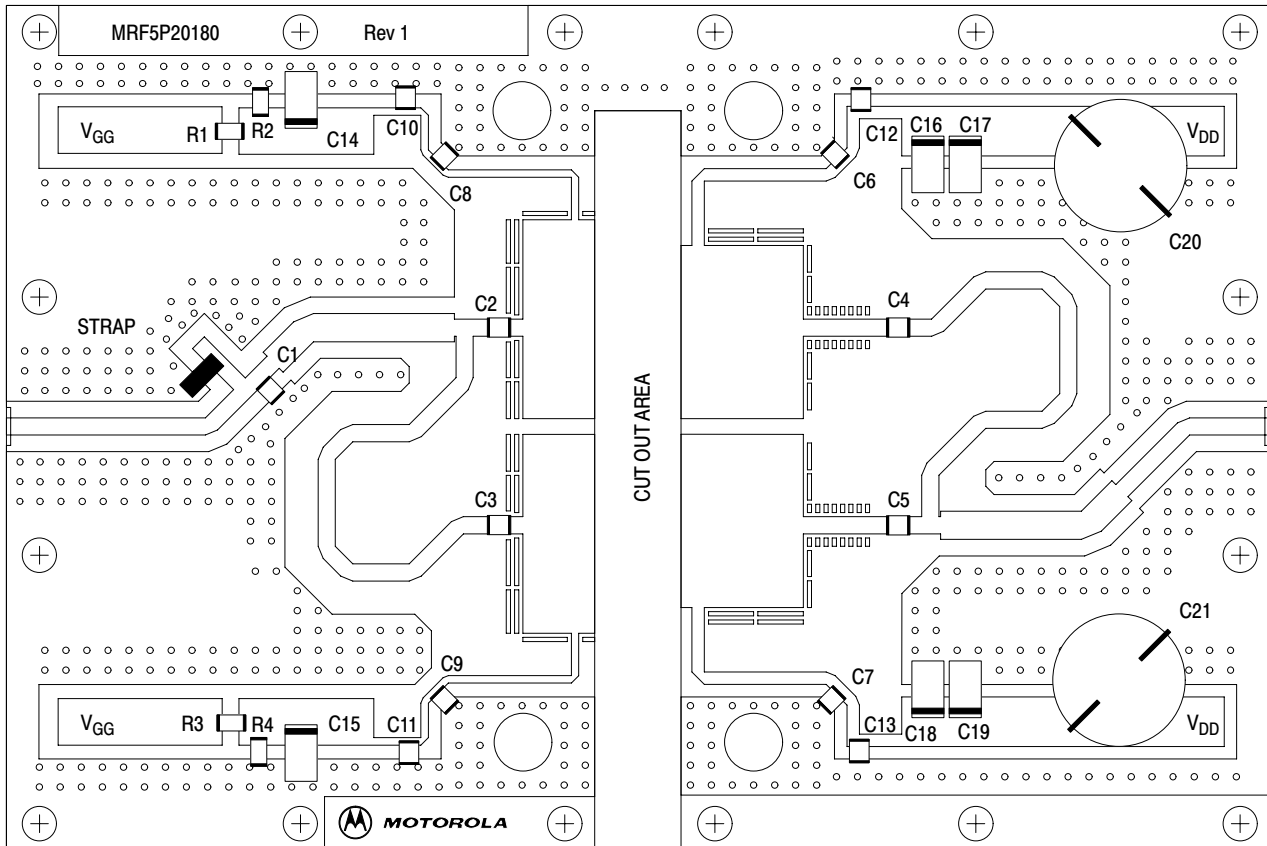 MRF5P20180 Rev 1
VGG
R1
R2
C14
C10
C8
C12
C16
C17
VDD
C6
C20
STRAP
C1
C2
C4
CUT OUT AREA
C3
C5
C21
C9
C7
VGG
R3
R4
C15
C11
C13
C18
C19
VDD
MOTOROLA